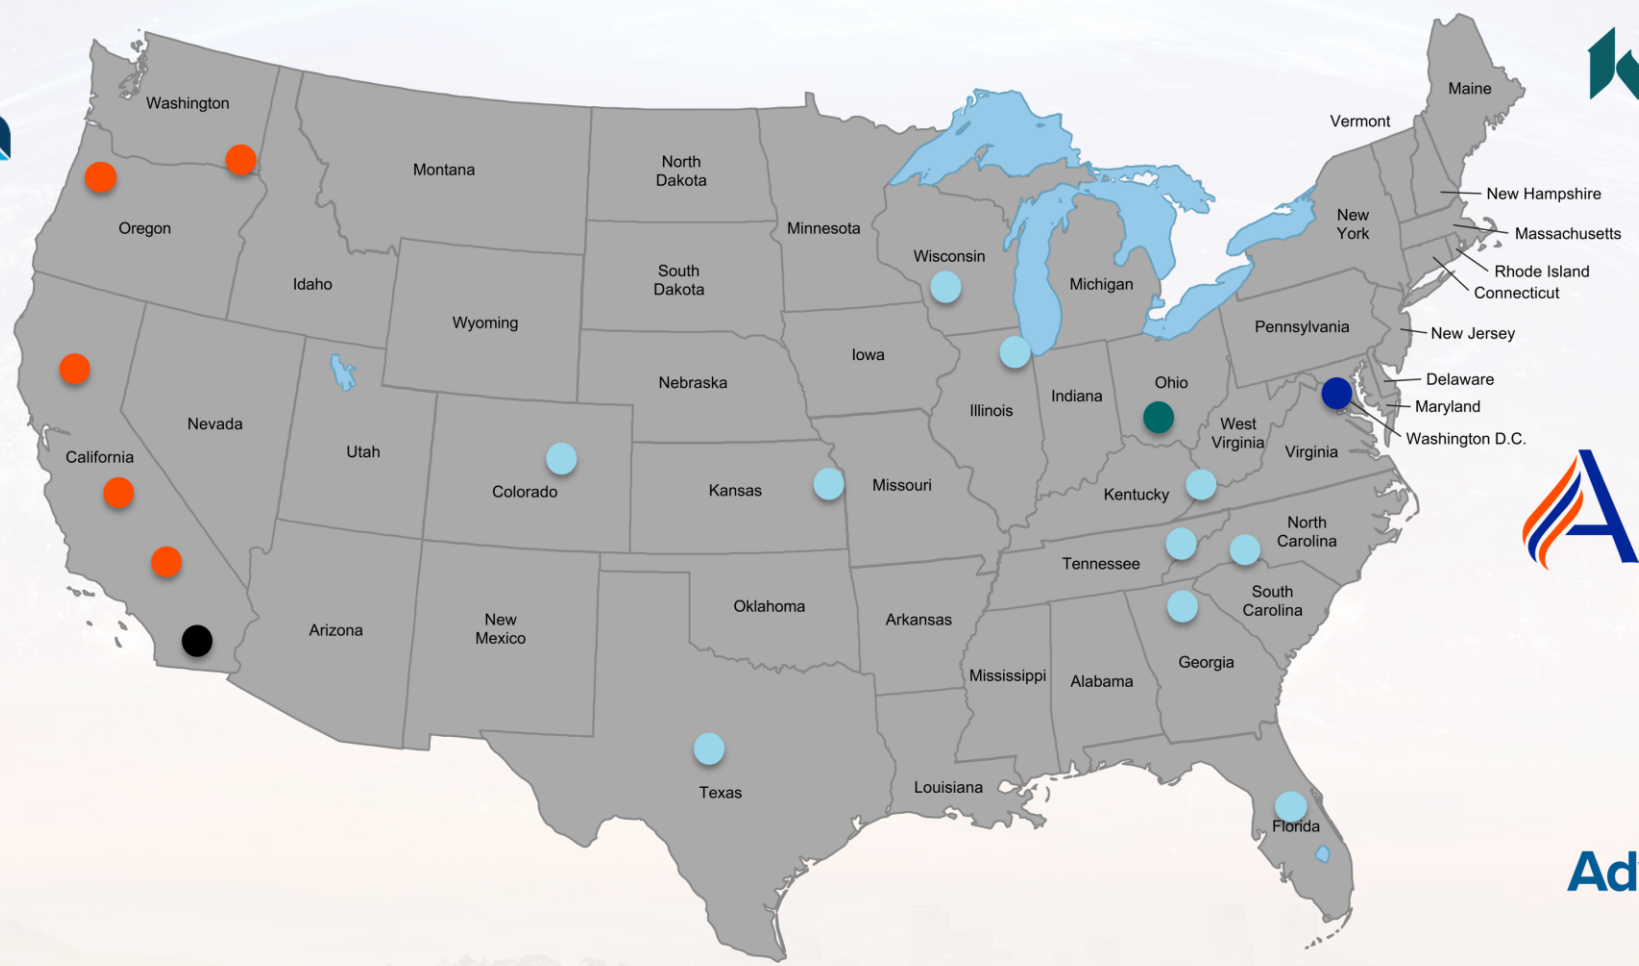 Washington
Maine
Vermont
Montana
North
Dakota
New Hampshire
Oregon
Minnesota
New
York
Massachusetts
Wisconsin
South
Dakota
Rhode Island
Idaho
Michigan
Connecticut
Wyoming
Pennsylvania
New Jersey
Iowa
Nebraska
Ohio
Delaware
Indiana
Maryland
Illinois
Nevada
West
Virginia
Washington D.C.
Utah
Virginia
California
Colorado
Kansas
Missouri
Kentucky
North
Carolina
Tennessee
South
Carolina
Oklahoma
Arkansas
Arizona
New
Mexico
Georgia
Mississippi
Alabama
Louisiana
Texas
Florida
Ad